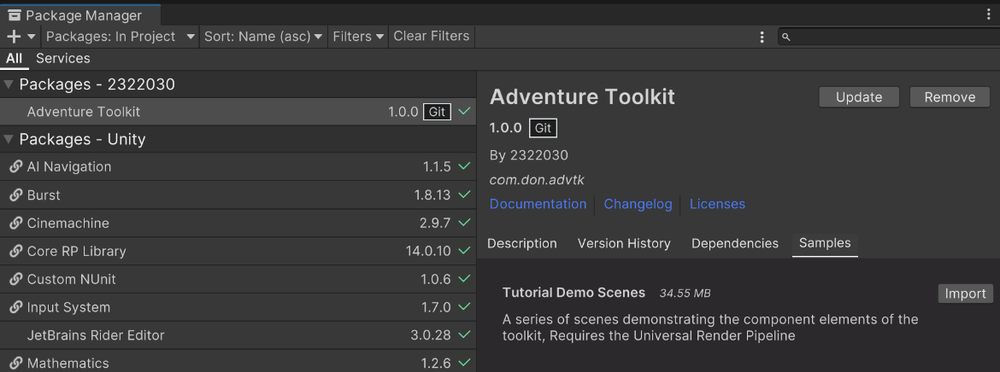 Package Manager
Packages: In Project Sort: Name (asc) Filters Clear Filters
All Services
Packages - 2322030
Adventure Toolkit 1.0.0 Git
Packages - Unity
AI Navigation 1.1.5
Burst 1.8.13
Cinemachine 2.9.7
Core RP Library 14.0.10
Custom NUnit 1.0.6
Input System 1.7.0
JetBrains Rider Editor 3.0.28
Mathematics 1.2.6
Adventure Toolkit Update Remove
1.0.0 Git
By 2322030
com.don.advtk
Documentation Changelog Licenses
Description Version History Dependencies Samples
Tutorial Demo Scenes 34.55 MB Import
A series of scenes demonstrating the component elements of the
toolkit, Requires the Universal Render Pipeline